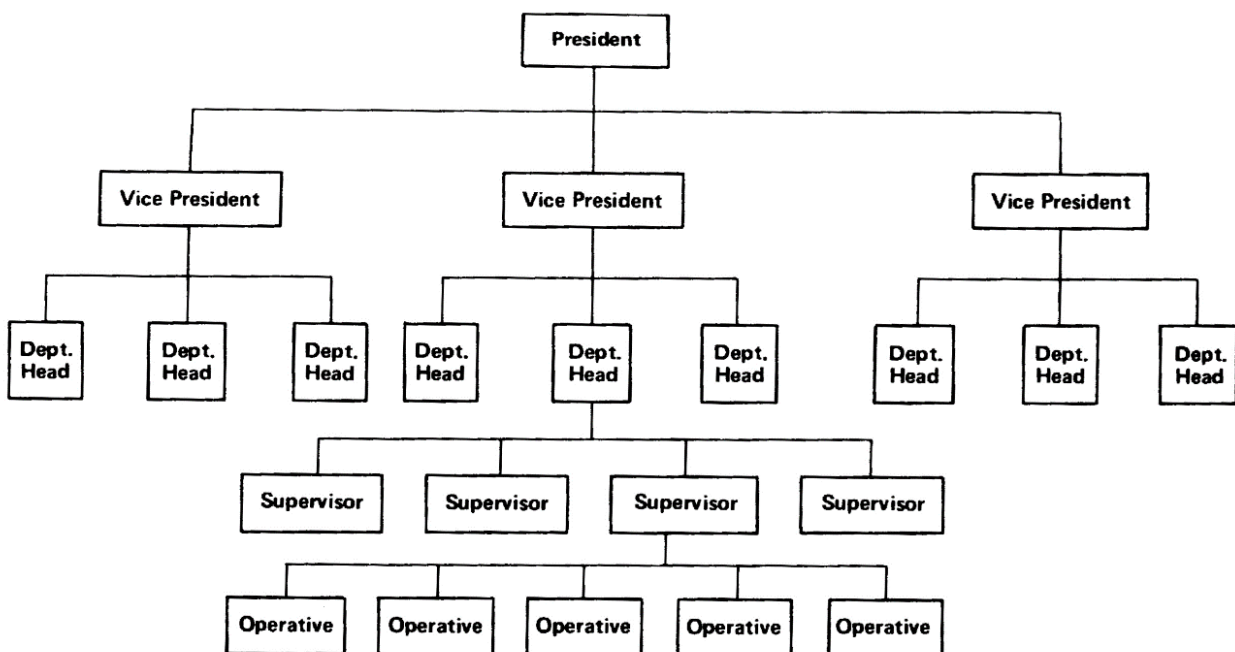 President
Vice President
Vice President
Vice President
Dept.
Head
Dept.
Head
Dept.
Head
Dept.
Head
Dept.
Head
Dept.
Head
Dept.
Head
Dept.
Head
Dept.
Head
Supervisor
Supervisor
Supervisor
Supervisor
Operative
Operative
Operative
Operative
Operative